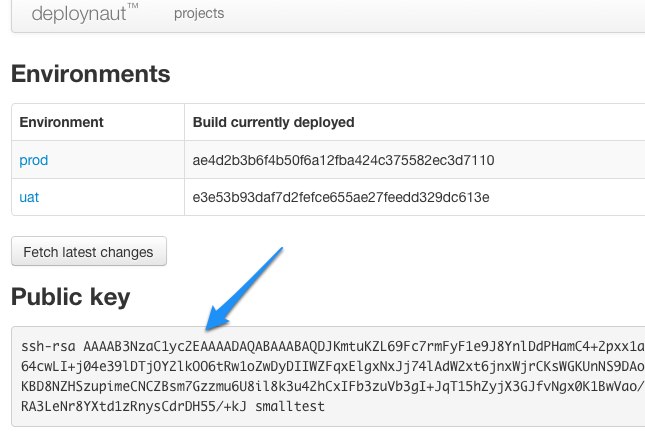 deploynaut™ projects
Environments
Environment Build currently deployed
prod ae4d2b3b6f4b50f6a12fba424c375582ec3d7110
uat e3e53b93daf7d2fefce655ae27feedd329dc613e
Fetch latest changes
Public key
ssh-rsa AAAAB3NzaC1yc2EAAAADAQABAAABAQDJKmtuKZL69Fc7rmFyF1e9J8YnlDdPHamC4+Zpxx1a
64cwLI+j04e39lDTjOYZlkOO6tRw1oZwDyDIIWZFqxElgxNxJj74lAdW2xt6jnxWjrCKsWGKUnNS9DAo
KBD8NZHSzupimeCNCZBsm7Gzzmu6U8il8k3u4ZhCxIFb3zuVb3gI+JqT15hZyjX3GJfvNgx0K1BwVao/
RA3LeNr8YXtd1zRnysCdrDH55/+kJ smalltest